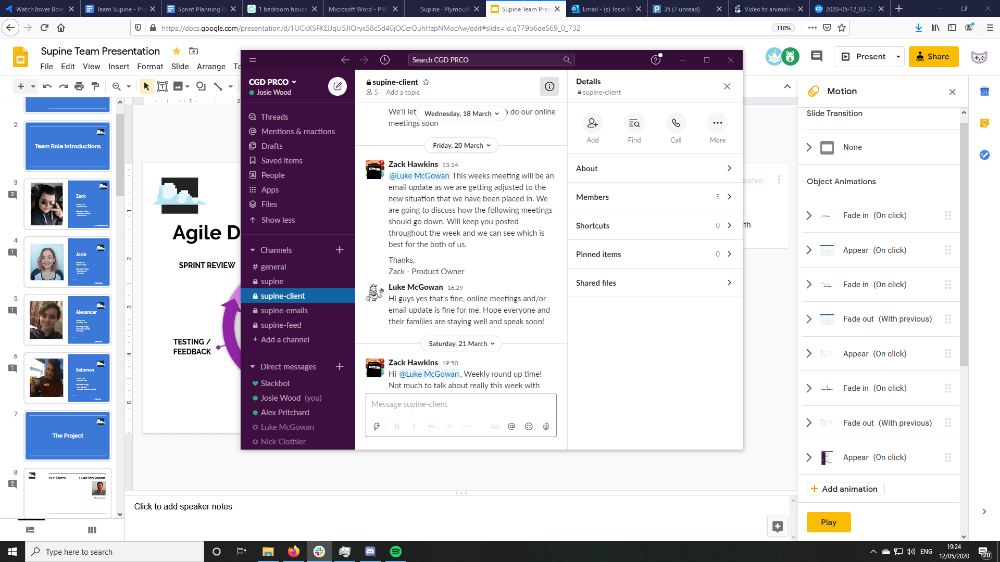 WatchTower Boar
Team Supine - Pro
Sprint Planning D
1 bedroom house
Microsoft Word - PRC
Supine · Plymouth
Supine Team Pres
Email - (s) Josie W
35 (7 unread)
Video to animated
2020-05-12_03-28
https://docs.google.com/presentation/d/1UCkX5FKEIJqU5JIOryx58c5d40jOCcrQuhHzpNMocAw/edit#slide=id.g779b6de569_0_732
110%
Supine Team Presentation
File Edit View Insert Format Slide Arrange To
Present
Share
CGD PRCO
Josie Wood
Search CGD PRCO
Threads
Mentions & reactions
Drafts
Saved items
People
Apps
Files
Show less
Channels
# general
supine
supine-client
supine-emails
supine-feed
+ Add a channel
Direct messages
Slackbot
Josie Wood (you)
Alex Pritchard
Luke McGowan
Nick Clothier
supine-client
5 | Add a topic
We'll let
Wednesday, 18 March
do our online
meetings soon
Friday, 20 March
Zack Hawkins 13:14
@Luke McGowan This weeks meeting will be an
email update as we are getting adjusted to the
new situation that we have been placed in. We
are going to discuss how the following meetings
should go down. Will keep you posted
throughout the week and we can see which is
best for the both of us.
Thanks,
Zack - Product Owner
Luke McGowan 16:29
Hi guys yes that's fine, online meetings and/or
email update is fine for me. Hope everyone and
their families are staying well and speak soon!
Saturday, 21 March
Zack Hawkins 19:50
Hi @Luke McGowan, Weekly round up time!
Not much to talk about really this week with
Message supine-client
Details
supine-client
Add
Find
Call
More
About
Members 5
Shortcuts 0
Pinned items 0
Shared files
solve
ith
Motion
Slide Transition
None
Object Animations
Fade in (On click)
Appear (On click)
Fade in (On click)
Fade out (With previous)
Appear (On click)
Fade in (On click)
Fade out (With previous)
Appear (On click)
+ Add animation
Play
2
Team Role Introductions
3
2
Zack
4
1
Josie
5
1
Alexander
6
1
Solomon
7
The Project
8
2
Our Client - Luke McGowan
1
2
1
2
3
4
5
Agile D
SPRINT REVIEW
TESTING /
FEEDBACK
Click to add speaker notes
Type here to search
ENG
19:24
12/05/2020
20